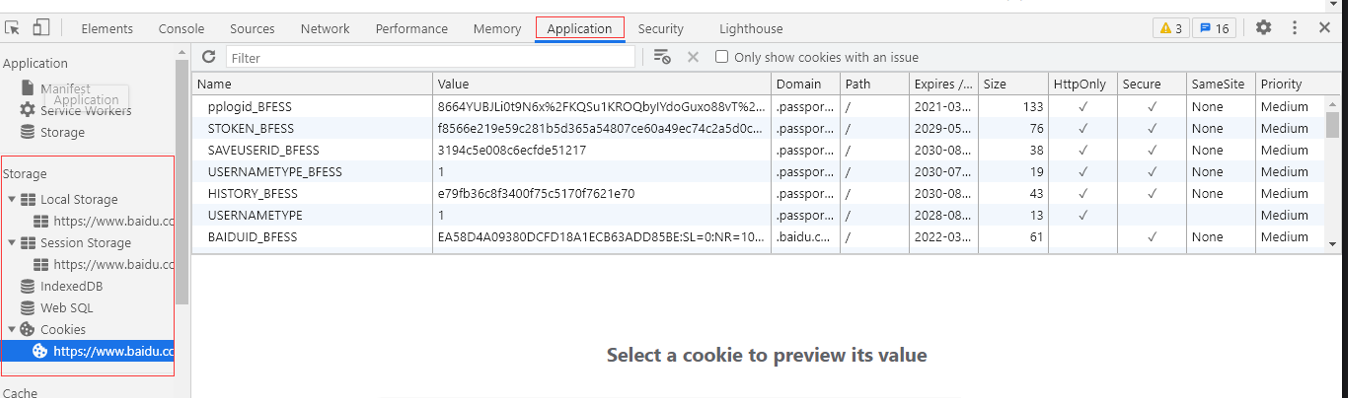 Elements Console Sources Network Performance Memory Application Security Lighthouse 3 16
Application
Manifest
Application
Service Workers
Storage
Storage
Local Storage
https://www.baidu.cc
Session Storage
https://www.baidu.cc
IndexedDB
Web SQL
Cookies
https://www.baidu.cc
Cache
Filter Only show cookies with an issue
Name Value Domain Path Expires /... Size HttpOnly Secure SameSite Priority
pplogid_BFESS 8664YUBJLi0t9N6x%2FKQSu1KROQbyIYdoGuxo88vT%2... .passpor... / 2021-03... 133 ✓ ✓ None Medium
STOKEN_BFESS f8566e219e59c281b5d365a54807ce60a49ec74c2a5d0c... .passpor... / 2029-05... 76 ✓ ✓ None Medium
SAVEUSERID_BFESS 3194c5e008c6ecfde51217 .passpor... / 2030-08... 38 ✓ ✓ None Medium
USERNAMETYPE_BFESS 1 .passpor... / 2030-07... 19 ✓ ✓ None Medium
HISTORY_BFESS e79fb36c8f3400f75c5170f7621e70 .passpor... / 2030-08... 43 ✓ ✓ None Medium
USERNAMETYPE 1 .passpor... / 2028-08... 13 ✓ Medium
BAIDUID_BFESS EA58D4A09380DCFD18A1ECB63ADD85BE:SL=0:NR=10... .baidu.c... / 2022-03... 61 ✓ None Medium
Select a cookie to preview its value